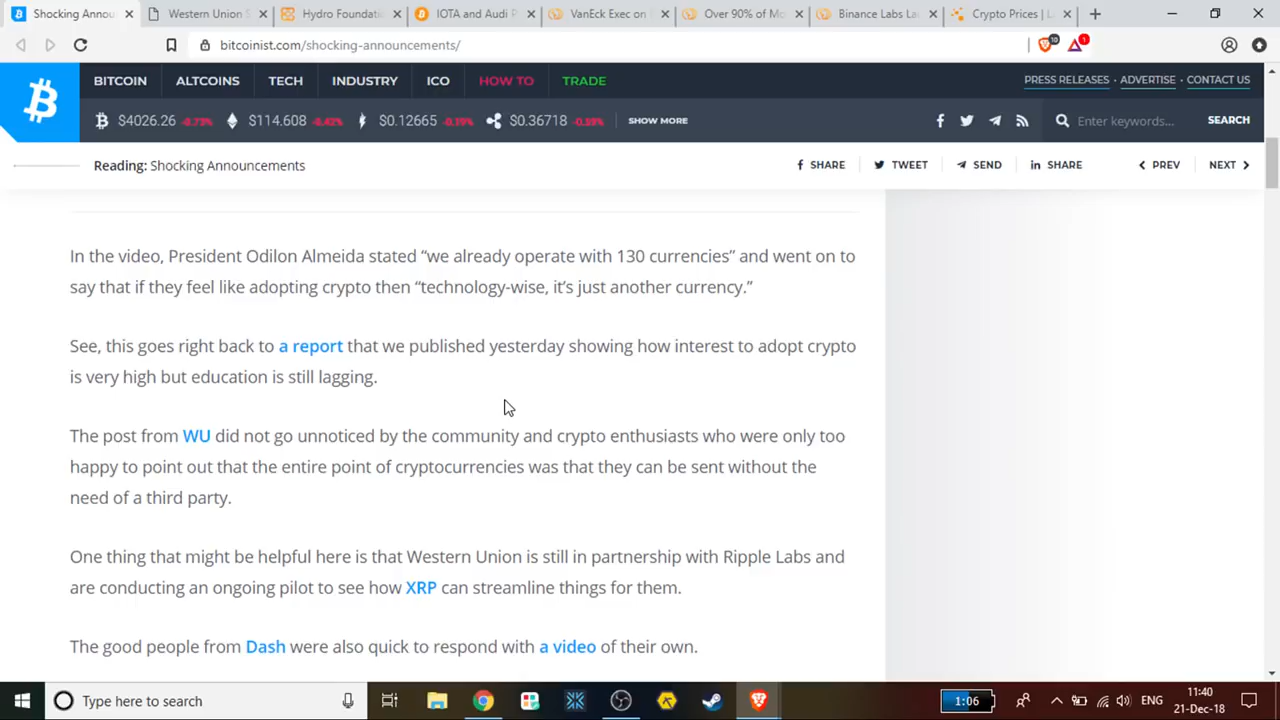 Shocking Annou
Western Union S
Hydro Foundatio
IOTA and Audi P
VanEck Exec on
Over 90% of Mo
Binance Labs La
Crypto Prices | L
bitcoinist.com/shocking-announcements/
10
1
BITCOIN ALTCOINS TECH INDUSTRY ICO HOW TO TRADE
PRESS RELEASES · ADVERTISE · CONTACT US
$4026.26 -0.73% $114.608 $0.12665 $0.36718 SHOW MORE
Enter keywords... SEARCH
Reading: Shocking Announcements
SHARE TWEET SEND SHARE PREV NEXT
In the video, President Odilon Almeida stated “we already operate with 130 currencies” and went on to
say that if they feel like adopting crypto then “technology-wise, it’s just another currency.”
See, this goes right back to a report that we published yesterday showing how interest to adopt crypto
is very high but education is still lagging.
The post from WU did not go unnoticed by the community and crypto enthusiasts who were only too
happy to point out that the entire point of cryptocurrencies was that they can be sent without the
need of a third party.
One thing that might be helpful here is that Western Union is still in partnership with Ripple Labs and
are conducting an ongoing pilot to see how XRP can streamline things for them.
The good people from Dash were also quick to respond with a video of their own.
Type here to search
1:06
ENG
11:40
21-Dec-18